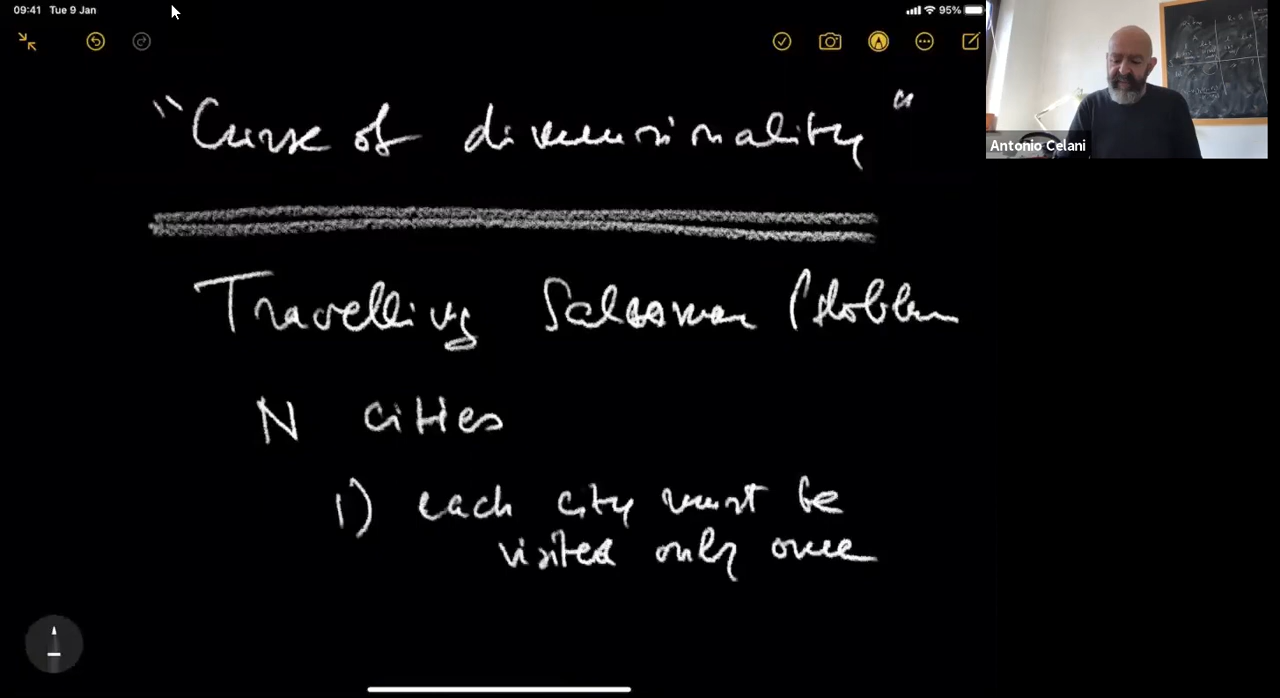 09:41 Tue 9 Jan
95%
"Curse of dimensionality"
Travelling Salesman Problem
N cities
1) each city must be
visited only once
Antonio Celani